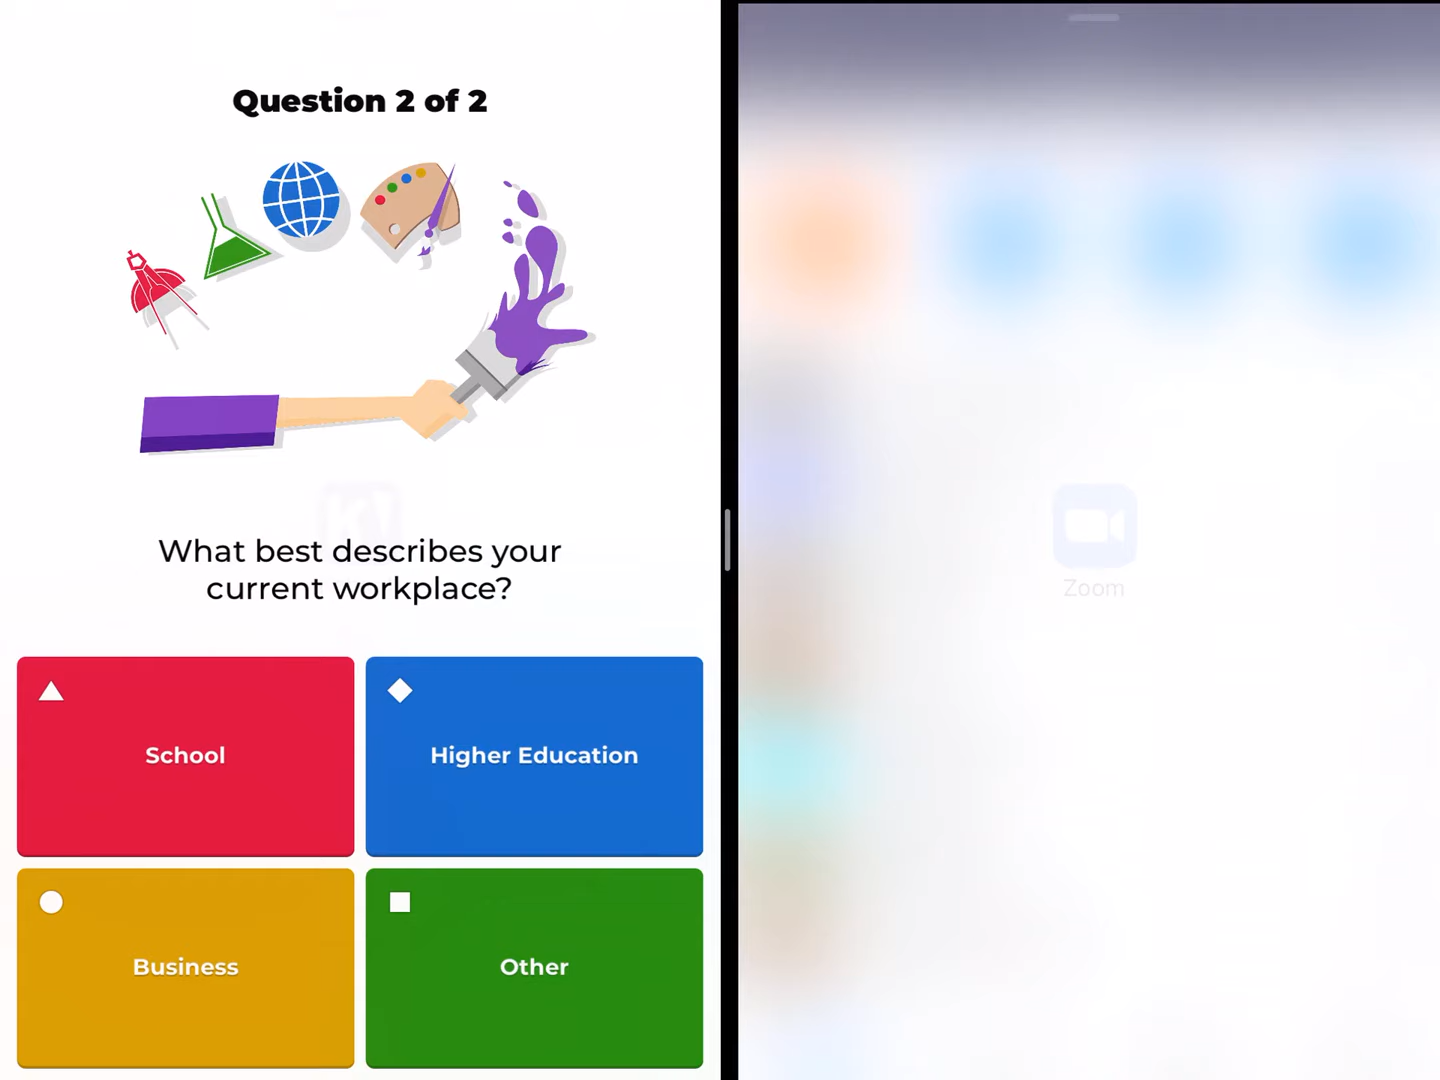 Question 2 of 2
K!
What best describes your
current workplace?
School
Higher Education
Business
Other
Zoom